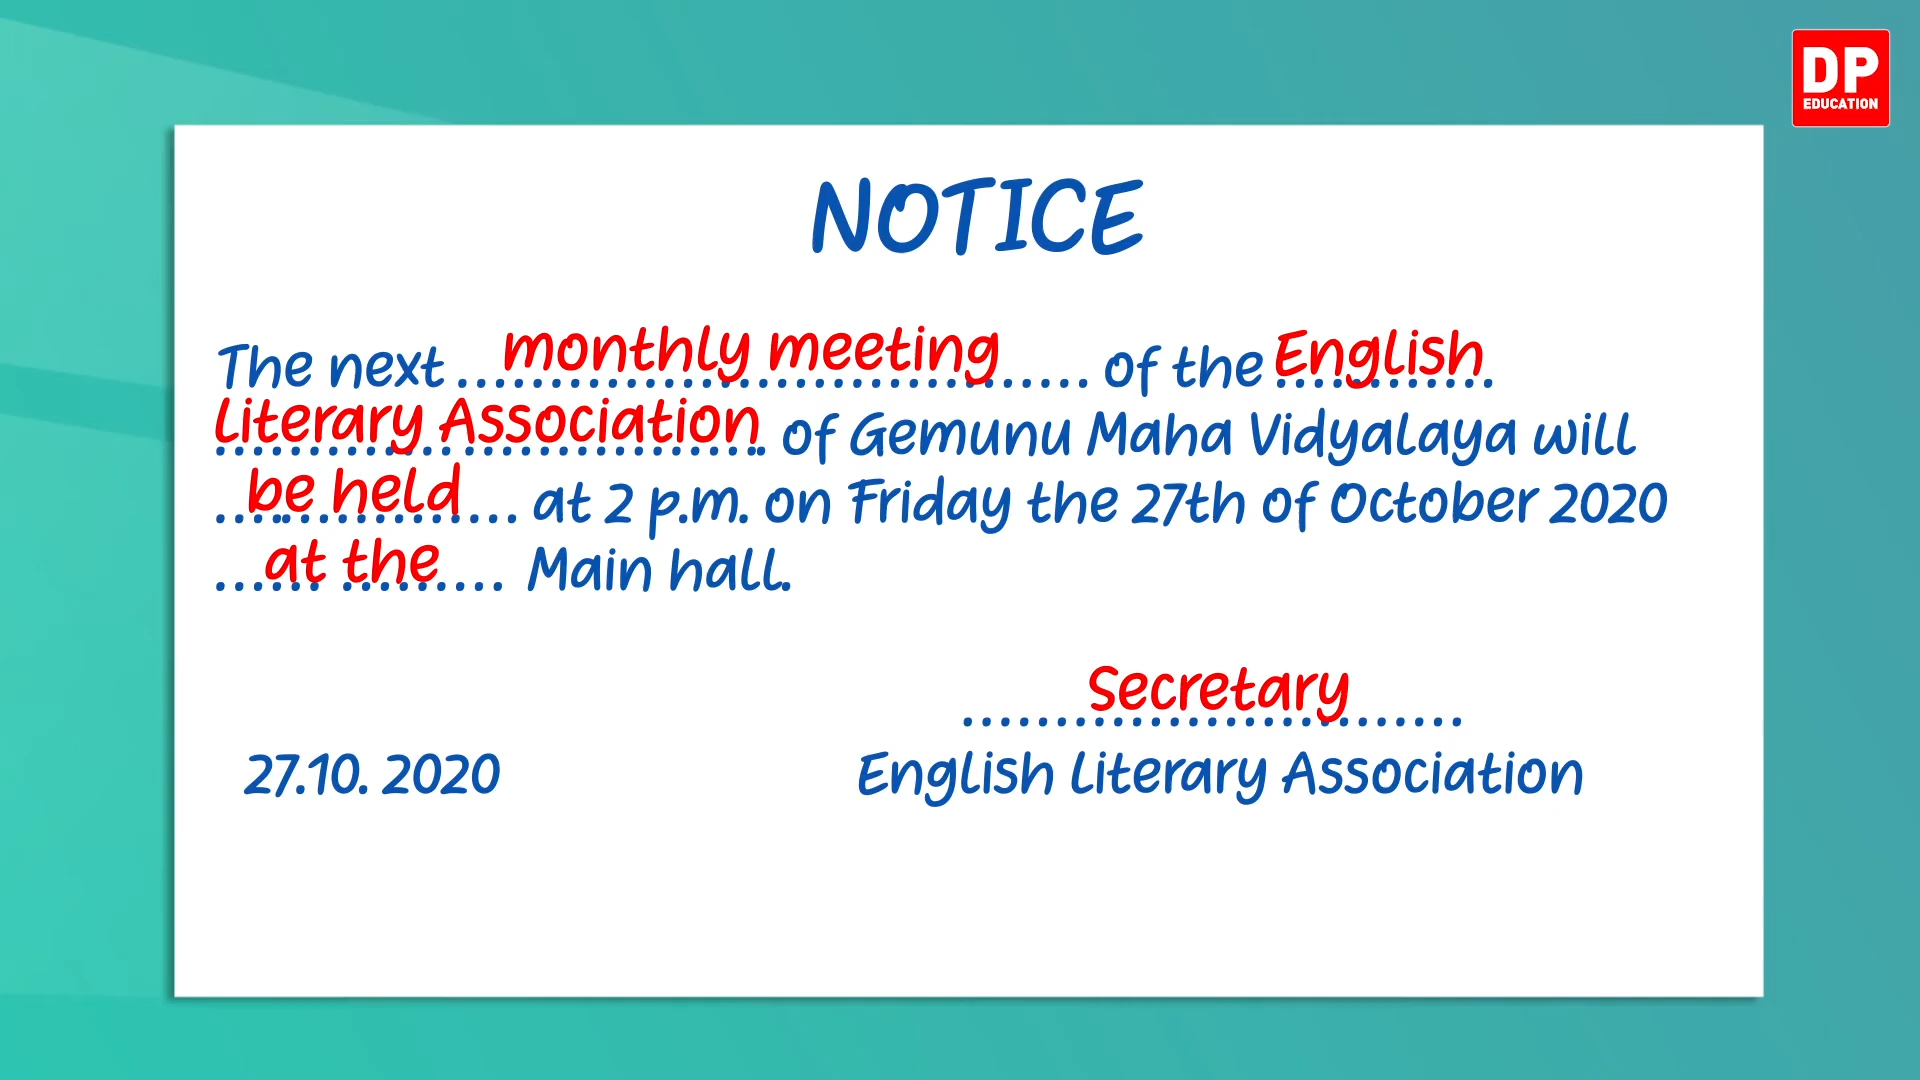 DP
EDUCATION
NOTICE
The next monthly meeting of the English
Literary Association of Gemunu Maha Vidyalaya will
be held at 2 p.m. on Friday the 27th of October 2020
at the Main hall.
Secretary
27.10. 2020 English Literary Association